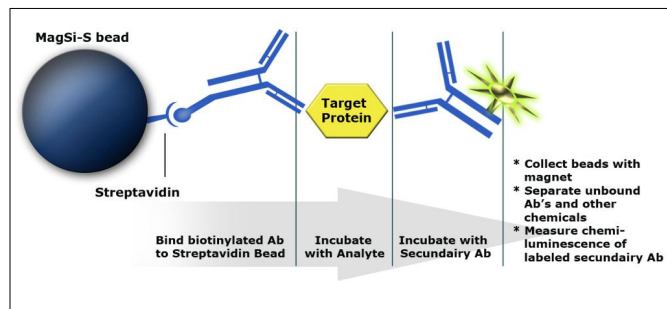 MagSi-S bead
Target
Protein
Streptavidin
* Collect beads with
magnet
* Separate unbound
Ab's and other
chemicals
* Measure chemi-
luminescence of
labeled secundairy Ab
Bind biotinylated Ab
to Streptavidin Bead
Incubate
with Analyte
Incubate with
Secundairy Ab